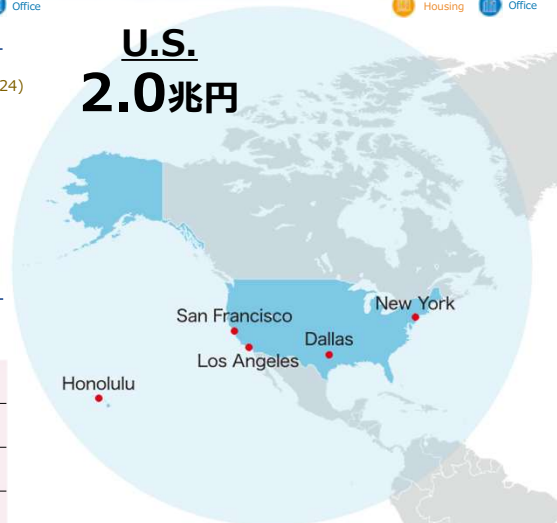 Office
Housing
Office
U.S.
2.0兆円
24)
San Francisco
New York
Dallas
Los Angeles
Honolulu